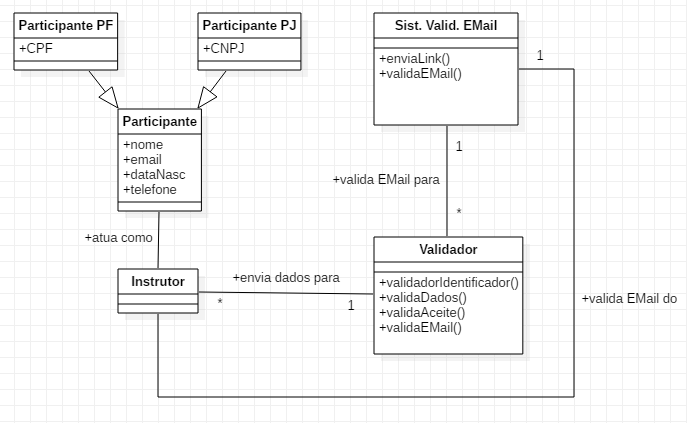 Participante PF
+CPF
Participante PJ
+CNPJ
Sist. Valid. EMail
+enviaLink()
+validaEMail()
1
Participante
+nome
+email
+dataNasc
+telefone
1
+valida EMail para
*
+atua como
Validador
+validadorIdentificador()
+validaDados()
+validaAceite()
+validaEMail()
Instrutor
+envia dados para
*
1
+valida EMail do